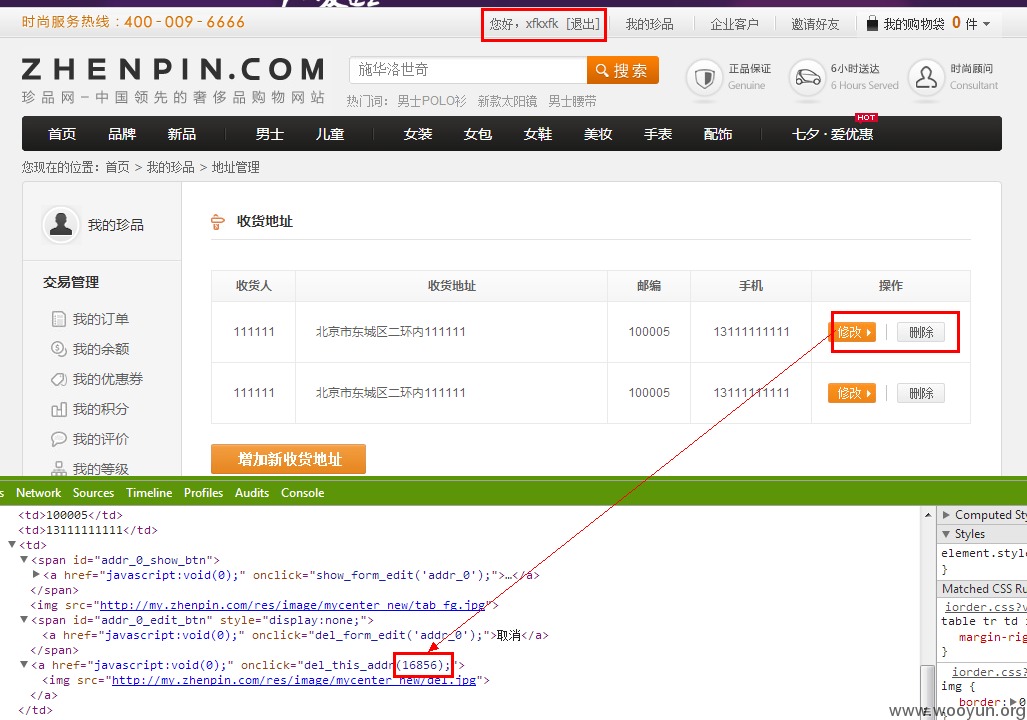 时尚服务热线：400-009-6666
您好，xfkxfk [退出]
我的珍品
企业客户
邀请好友
我的购物袋 0 件
ZHENPIN.COM
珍品网－中国领先的奢侈品购物网站
施华洛世奇
搜索
热门词： 男士POLO衫 新款太阳镜 男士腰带
正品保证
Genuine
6小时送达
6 Hours Served
时尚顾问
Consultant
HOT
首页 品牌 新品 男士 儿童 女装 女包 女鞋 美妆 手表 配饰 七夕·爱优惠
您现在的位置：首页 > 我的珍品 > 地址管理
我的珍品
交易管理
我的订单
我的余额
我的优惠券
我的积分
我的评价
我的等级
收货地址
收货人 收货地址 邮编 手机 操作
111111 北京市东城区二环内111111 100005 13111111111 修改 删除
111111 北京市东城区二环内111111 100005 13111111111 修改 删除
增加新收货地址
s Network Sources Timeline Profiles Audits Console
<td>100005</td>
<td>13111111111</td>
<td>
<span id="addr_0_show_btn">
<a href="javascript:void(0);" onclick="show_form_edit('addr_0');">…</a>
</span>
<img src="http://my.zhenpin.com/res/image/mycenter_new/tab_fg.jpg">
<span id="addr_0_edit_btn" style="display:none;">
<a href="javascript:void(0);" onclick="del_form_edit('addr_0');">取消</a>
</span>
<a href="javascript:void(0);" onclick="del_this_addr(16856);">
<img src="http://my.zhenpin.com/res/image/mycenter_new/del.jpg">
</a>
</td>
Computed Sty
Styles
element.style
}
Matched CSS Ru
iorder.css?v
table tr td i
margin-righ
}
iorder.css?
img {
border: 0
www.wooyun.org